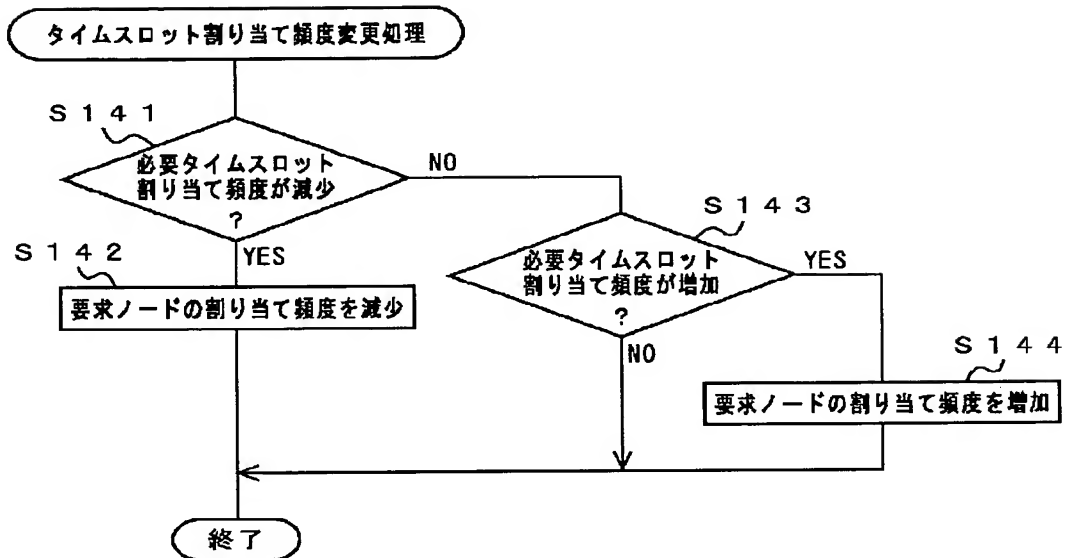 タイムスロット割り当て頻度変更処理
S141
必要タイムスロット
割り当て頻度が減少
?
NO
YES
S142
要求ノードの割り当て頻度を減少
S143
必要タイムスロット
割り当て頻度が増加
?
YES
NO
S144
要求ノードの割り当て頻度を増加
終了